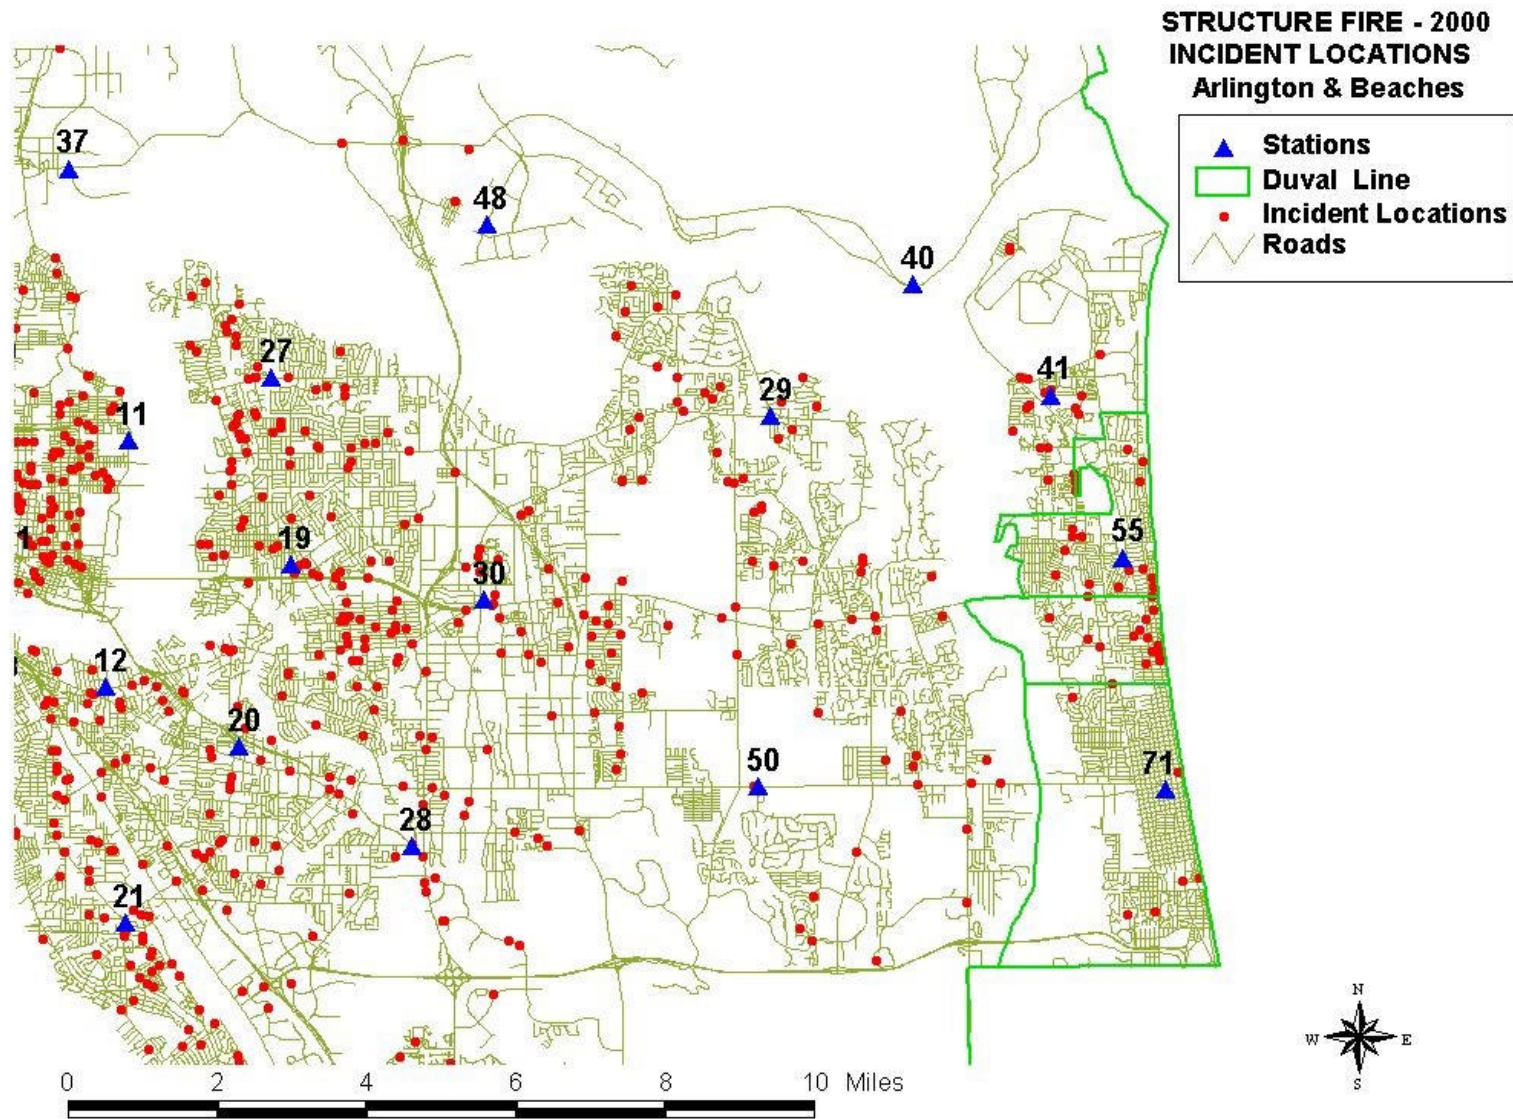 STRUCTURE FIRE - 2000
INCIDENT LOCATIONS
Arlington & Beaches
Stations
Duval Line
Incident Locations
Roads
37
48
40
27
41
29
11
1
19
55
30
12
20
50
71
28
21
N
W E
S
0 2 4 6 8 10 Miles